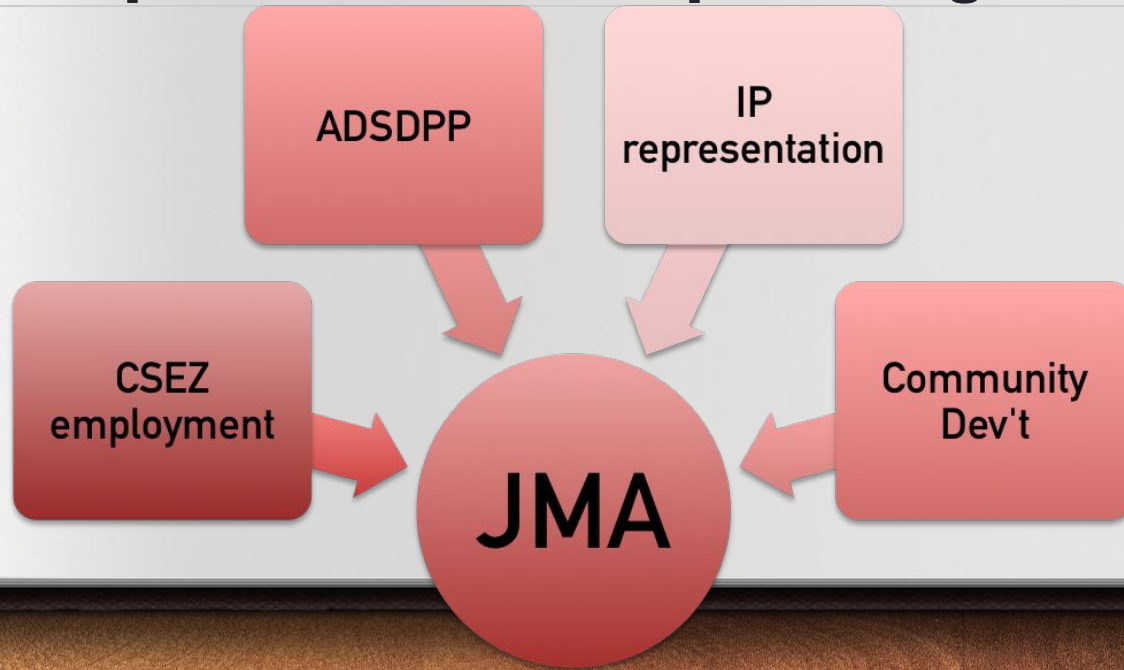 ADSDPP
IP
representation
CSEZ
employment
Community
Dev't
JMA